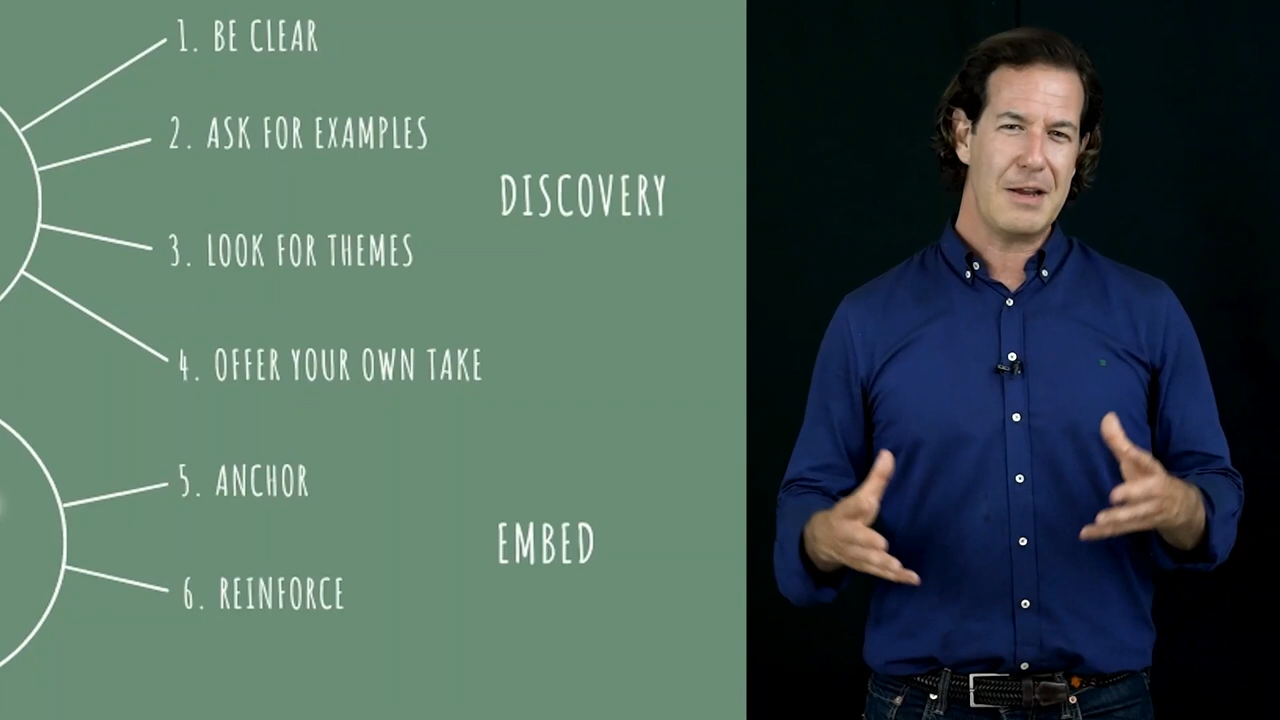 1. BE CLEAR
2. ASK FOR EXAMPLES
DISCOVERY
3. LOOK FOR THEMES
4. OFFER YOUR OWN TAKE
5. ANCHOR
EMBED
6. REINFORCE